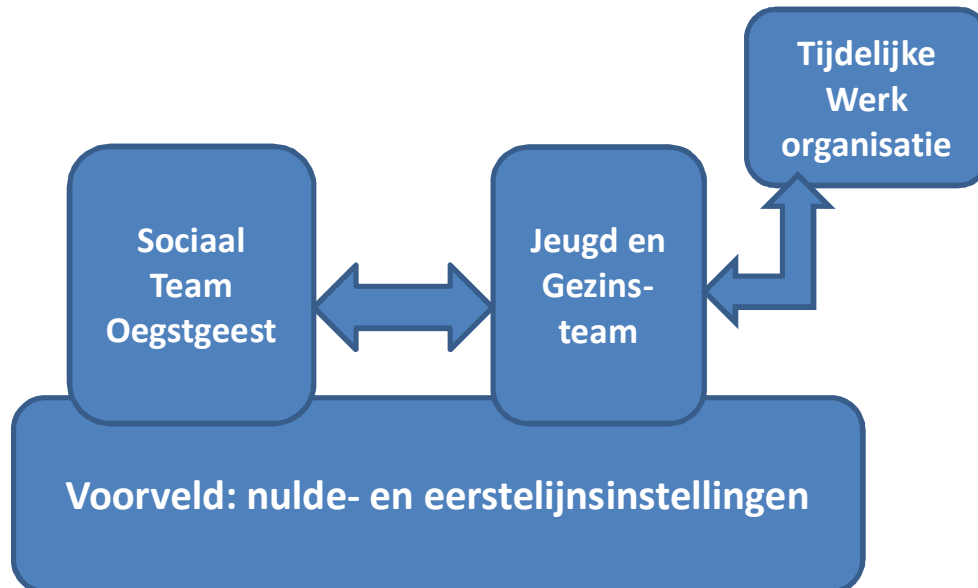 Tijdelijke
Werk
organisatie
Sociaal
Team
Oegstgeest
Jeugd en
Gezins-
team
Voorveld: nulde- en eerstelijnsinstellingen